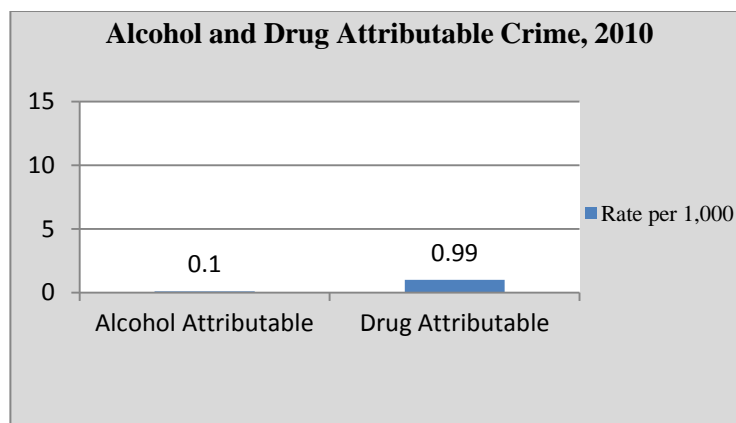 Alcohol and Drug Attributable Crime, 2010
15
10
5
0
0.1
0.99
Alcohol Attributable
Drug Attributable
Rate per 1,000